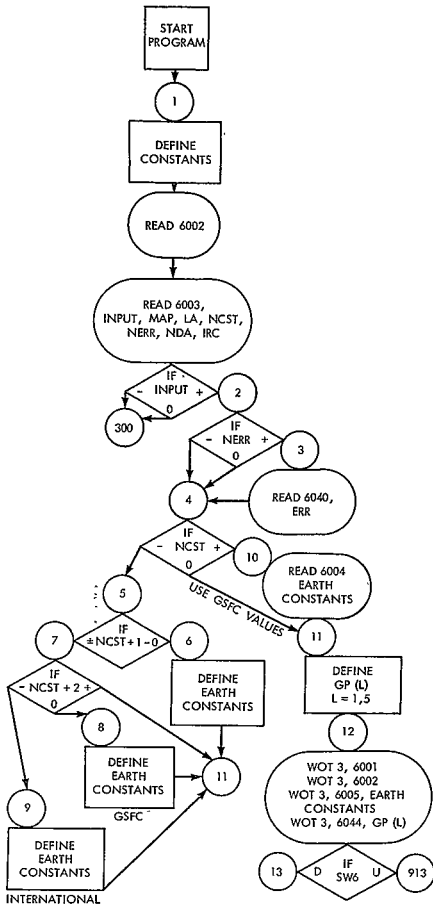 START
PROGRAM
1
DEFINE
CONSTANTS
READ 6002
READ 6003,
INPUT, MAP, LA, NCST,
NERR, NDA, IRC
IF
- INPUT +
0
2
300
IF
- NERR +
0
3
4
READ 6040,
ERR
IF
- NCST +
0
10
READ 6004
EARTH
CONSTANTS
USE GSFC VALUES
5
11
IF
±NCST+1-0
7
6
DEFINE
GP (L)
L = 1,5
DEFINE
EARTH
CONSTANTS
IF
- NCST + 2 +
0
12
8
DEFINE
EARTH
CONSTANTS
GSFC
11
WOT 3, 6001
WOT 3, 6002
WOT 3, 6005, EARTH
CONSTANTS
WOT 3, 6044, GP (L)
9
DEFINE
EARTH
CONSTANTS
INTERNATIONAL
13
D IF U
SW6
913